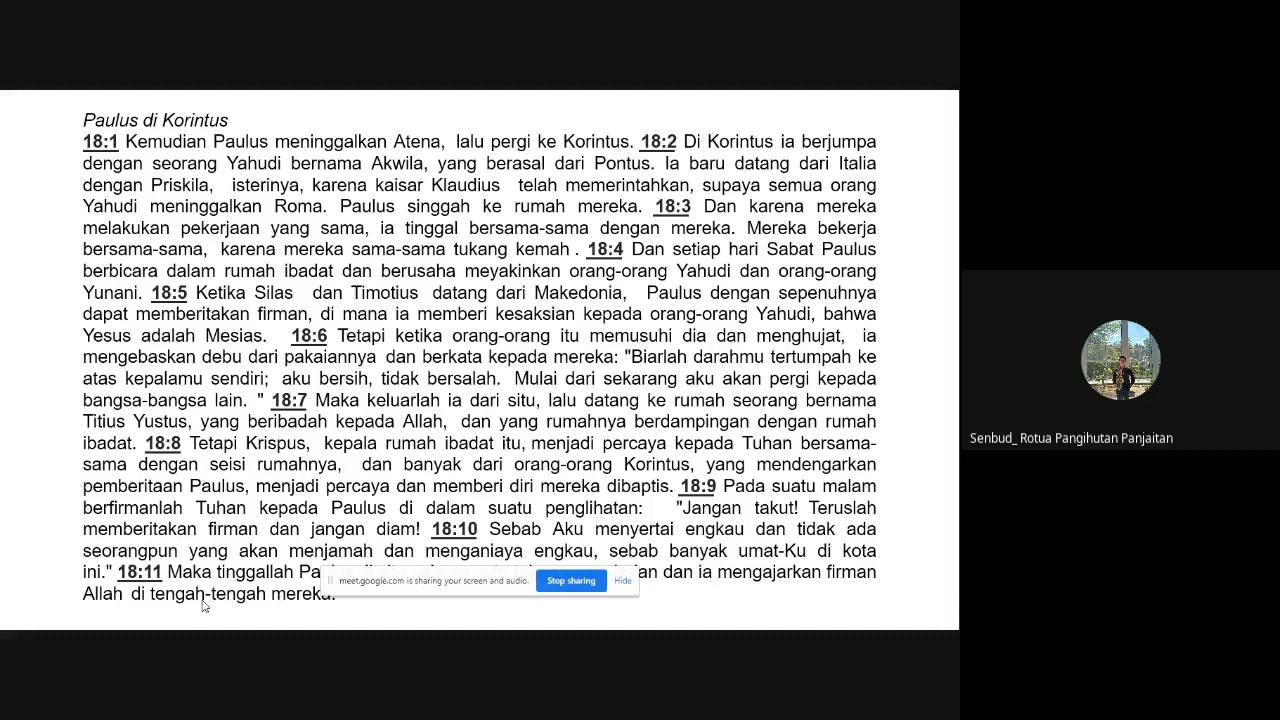 Paulus di Korintus
18:1 Kemudian Paulus meninggalkan Atena, lalu pergi ke Korintus. 18:2 Di Korintus ia berjumpa
dengan seorang Yahudi bernama Akwila, yang berasal dari Pontus. Ia baru datang dari Italia
dengan Priskila, isterinya, karena kaisar Klaudius telah memerintahkan, supaya semua orang
Yahudi meninggalkan Roma. Paulus singgah ke rumah mereka. 18:3 Dan karena mereka
melakukan pekerjaan yang sama, ia tinggal bersama-sama dengan mereka. Mereka bekerja
bersama-sama, karena mereka sama-sama tukang kemah . 18:4 Dan setiap hari Sabat Paulus
berbicara dalam rumah ibadat dan berusaha meyakinkan orang-orang Yahudi dan orang-orang
Yunani. 18:5 Ketika Silas dan Timotius datang dari Makedonia, Paulus dengan sepenuhnya
dapat memberitakan firman, di mana ia memberi kesaksian kepada orang-orang Yahudi, bahwa
Yesus adalah Mesias. 18:6 Tetapi ketika orang-orang itu memusuhi dia dan menghujat, ia
mengebaskan debu dari pakaiannya dan berkata kepada mereka: "Biarlah darahmu tertumpah ke
atas kepalamu sendiri; aku bersih, tidak bersalah. Mulai dari sekarang aku akan pergi kepada
bangsa-bangsa lain. " 18:7 Maka keluarlah ia dari situ, lalu datang ke rumah seorang bernama
Titius Yustus, yang beribadah kepada Allah, dan yang rumahnya berdampingan dengan rumah
ibadat. 18:8 Tetapi Krispus, kepala rumah ibadat itu, menjadi percaya kepada Tuhan bersama-
sama dengan seisi rumahnya, dan banyak dari orang-orang Korintus, yang mendengarkan
pemberitaan Paulus, menjadi percaya dan memberi diri mereka dibaptis. 18:9 Pada suatu malam
berfirmanlah Tuhan kepada Paulus di dalam suatu penglihatan: "Jangan takut! Teruslah
memberitakan firman dan jangan diam! 18:10 Sebab Aku menyertai engkau dan tidak ada
seorangpun yang akan menjamah dan menganiaya engkau, sebab banyak umat-Ku di kota
ini." 18:11 Maka tinggallah dan ia mengajarkan firman
Allah di tengah-tengah mereka.
meet.google.com is sharing your screen and audio. Stop sharing Hide
Senbud_ Rotua Pangihutan Panjaitan